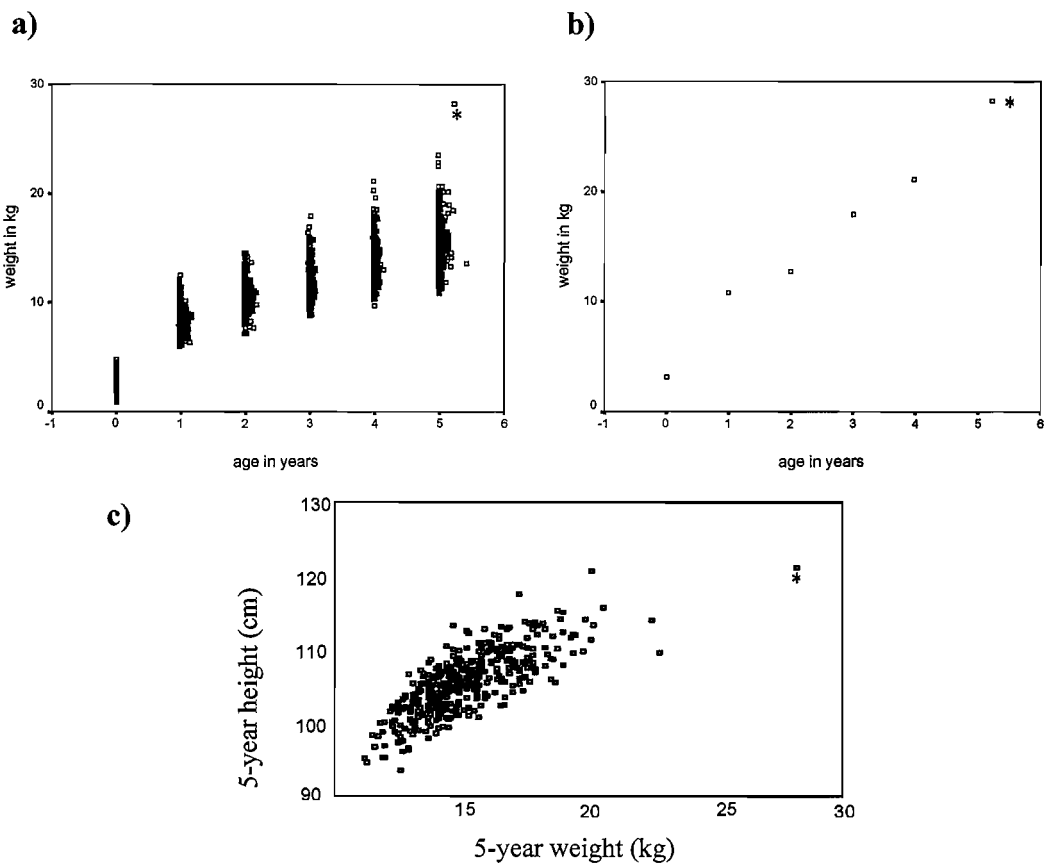 a)
30
20
10
0
weight in kg
*
-1 0 1 2 3 4 5 6
age in years
b)
30
20
10
0
weight in kg
*
-1 0 1 2 3 4 5 6
age in years
c)
130
120
110
100
90
5-year height (cm)
*
15 20 25 30
5-year weight (kg)